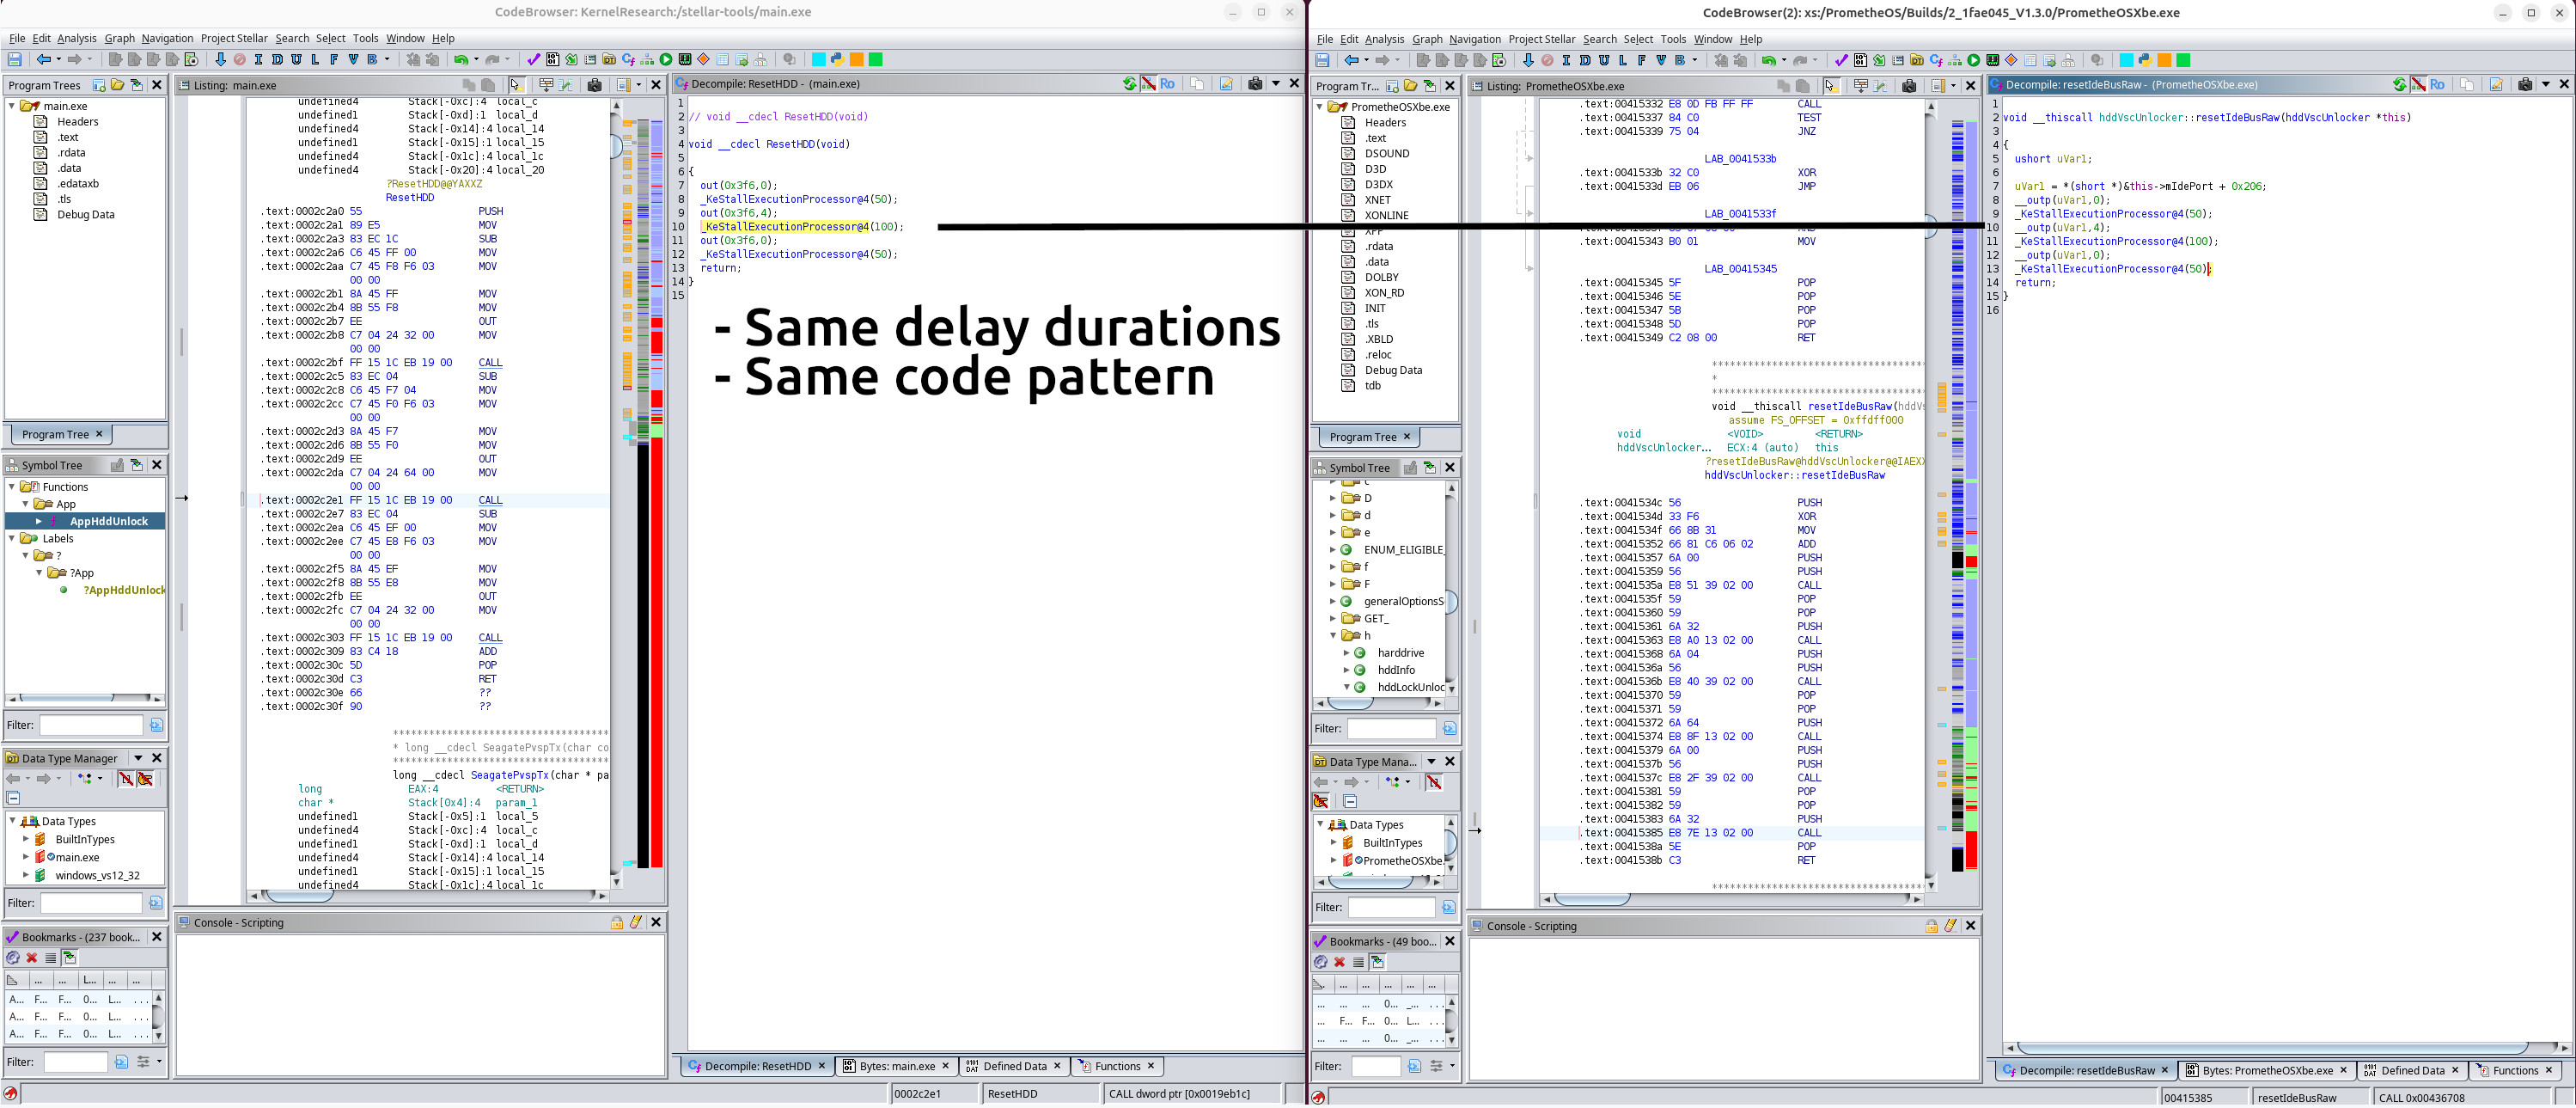 CodeBrowser: KernelResearch:/stellar-tools/main.exe
File Edit Analysis Graph Navigation Project Stellar Search Select Tools Window Help
Program Trees
main.exe
Headers
.text
.rdata
.data
.edataxb
.tls
Debug Data
Program Tree
Symbol Tree
Functions
App
AppHddUnlock
Labels
?
?App
?AppHddUnlock
Filter:
Data Type Manager
Data Types
BuiltInTypes
main.exe
windows_vs12_32
Filter:
Bookmarks - (237 book...
A... F... F... 0... L... ...
A... F... F... 0... L... ...
A... F... F... 0... L... ...
Filter:
Listing: main.exe
undefined4 Stack[-0xc]:4 local_c
undefined1 Stack[-0xd]:1 local_d
undefined4 Stack[-0x14]:4 local_14
undefined1 Stack[-0x15]:1 local_15
undefined4 Stack[-0x1c]:4 local_1c
undefined4 Stack[-0x20]:4 local_20
?ResetHDD@@YAXXZ
ResetHDD
.text:0002c2a0 55 PUSH
.text:0002c2a1 89 E5 MOV
.text:0002c2a3 83 EC 1C SUB
.text:0002c2a6 C6 45 FF 00 MOV
.text:0002c2aa C7 45 F8 F6 03 MOV
00 00
.text:0002c2b1 8A 45 FF MOV
.text:0002c2b4 8B 55 F8 MOV
.text:0002c2b7 EE OUT
.text:0002c2b8 C7 04 24 32 00 MOV
00 00
.text:0002c2bf FF 15 1C EB 19 00 CALL
.text:0002c2c5 83 EC 04 SUB
.text:0002c2c8 C6 45 F7 04 MOV
.text:0002c2cc C7 45 F0 F6 03 MOV
00 00
.text:0002c2d3 8A 45 F7 MOV
.text:0002c2d6 8B 55 F0 MOV
.text:0002c2d9 EE OUT
.text:0002c2da C7 04 24 64 00 MOV
00 00
.text:0002c2e1 FF 15 1C EB 19 00 CALL
.text:0002c2e7 83 EC 04 SUB
.text:0002c2ea C6 45 EF 00 MOV
.text:0002c2ee C7 45 E8 F6 03 MOV
00 00
.text:0002c2f5 8A 45 EF MOV
.text:0002c2f8 8B 55 E8 MOV
.text:0002c2fb EE OUT
.text:0002c2fc C7 04 24 32 00 MOV
00 00
.text:0002c303 FF 15 1C EB 19 00 CALL
.text:0002c309 83 C4 18 ADD
.text:0002c30c 5D POP
.text:0002c30d C3 RET
.text:0002c30e 66 ??
.text:0002c30f 90 ??
* long __cdecl SeagatePvspTx(char co
long __cdecl SeagatePvspTx(char * pa
long EAX:4 <RETURN>
char * Stack[0x4]:4 param_1
undefined1 Stack[-0x5]:1 local_5
undefined4 Stack[-0xc]:4 local_c
undefined1 Stack[-0xd]:1 local_d
undefined4 Stack[-0x14]:4 local_14
undefined1 Stack[-0x15]:1 local_15
undefined4 Stack[-0x1c]:4 local_1c
Console - Scripting
Decompile: ResetHDD - (main.exe)
1
2 // void __cdecl ResetHDD(void)
3
4 void __cdecl ResetHDD(void)
5
6 {
7 out(0x3f6,0);
8 _KeStallExecutionProcessor@4(50);
9 out(0x3f6,4);
10 _KeStallExecutionProcessor@4(100);
11 out(0x3f6,0);
12 _KeStallExecutionProcessor@4(50);
13 return;
14 }
15
- Same delay durations
- Same code pattern
Decompile: ResetHDD Bytes: main.exe Defined Data Functions
0002c2e1 ResetHDD CALL dword ptr [0x0019eb1c]
CodeBrowser(2): xs:/PrometheOS/Builds/2_1fae045_V1.3.0/PrometheOSXbe.exe
File Edit Analysis Graph Navigation Project Stellar Search Select Tools Window Help
Program Tr...
PrometheOSXbe.exe
Headers
.text
DSOUND
D3D
D3DX
XNET
XONLINE
XPP
.rdata
.data
DOLBY
XON_RD
INIT
.tls
.XBLD
.reloc
Debug Data
tdb
Program Tree
Symbol Tree
D
d
e
ENUM_ELIGIBLE_
f
F
generalOptionsS
GET_
h
harddrive
hddInfo
hddLockUnloc
Filter:
Data Type Mana...
Data Types
BuiltInTypes
PrometheOSXbe.
Filter:
Bookmarks - (49 boo...
Filter:
Listing: PrometheOSXbe.exe
.text:00415332 E8 0D FB FF FF CALL
.text:00415337 84 C0 TEST
.text:00415339 75 04 JNZ
LAB_0041533b
.text:0041533b 32 C0 XOR
.text:0041533d EB 06 JMP
LAB_0041533f
.text:00415343 B0 01 MOV
LAB_00415345
.text:00415345 5F POP
.text:00415346 5E POP
.text:00415347 5B POP
.text:00415348 5D POP
.text:00415349 C2 08 00 RET
void __thiscall resetIdeBusRaw(hddVs
assume FS_OFFSET = 0xffdff000
void <VOID> <RETURN>
hddVscUnlocker... ECX:4 (auto) this
?resetIdeBusRaw@hddVscUnlocker@@IAEX
hddVscUnlocker::resetIdeBusRaw
.text:0041534c 56 PUSH
.text:0041534d 33 F6 XOR
.text:0041534f 66 8B 31 MOV
.text:00415352 66 81 C6 06 02 ADD
.text:00415357 6A 00 PUSH
.text:00415359 56 PUSH
.text:0041535a E8 51 39 02 00 CALL
.text:0041535f 59 POP
.text:00415360 59 POP
.text:00415361 6A 32 PUSH
.text:00415363 E8 A0 13 02 00 CALL
.text:00415368 6A 04 PUSH
.text:0041536a 56 PUSH
.text:0041536b E8 40 39 02 00 CALL
.text:00415370 59 POP
.text:00415371 59 POP
.text:00415372 6A 64 PUSH
.text:00415374 E8 8F 13 02 00 CALL
.text:00415379 6A 00 PUSH
.text:0041537b 56 PUSH
.text:0041537c E8 2F 39 02 00 CALL
.text:00415381 59 POP
.text:00415382 59 POP
.text:00415383 6A 32 PUSH
.text:00415385 E8 7E 13 02 00 CALL
.text:0041538a 5E POP
.text:0041538b C3 RET
Console - Scripting
Decompile: resetIdeBusRaw - (PrometheOSXbe.exe)
1
2 void __thiscall hddVscUnlocker::resetIdeBusRaw(hddVscUnlocker *this)
3
4 {
5 ushort uVar1;
6
7 uVar1 = *(short *)&this->mIdePort + 0x206;
8 __outp(uVar1,0);
9 _KeStallExecutionProcessor@4(50);
10 __outp(uVar1,4);
11 _KeStallExecutionProcessor@4(100);
12 __outp(uVar1,0);
13 _KeStallExecutionProcessor@4(50);
14 return;
15 }
16
Decompile: resetIdeBusRaw Bytes: PrometheOSXbe.exe Defined Data Functions
00415385 resetIdeBusRaw CALL 0x00436708